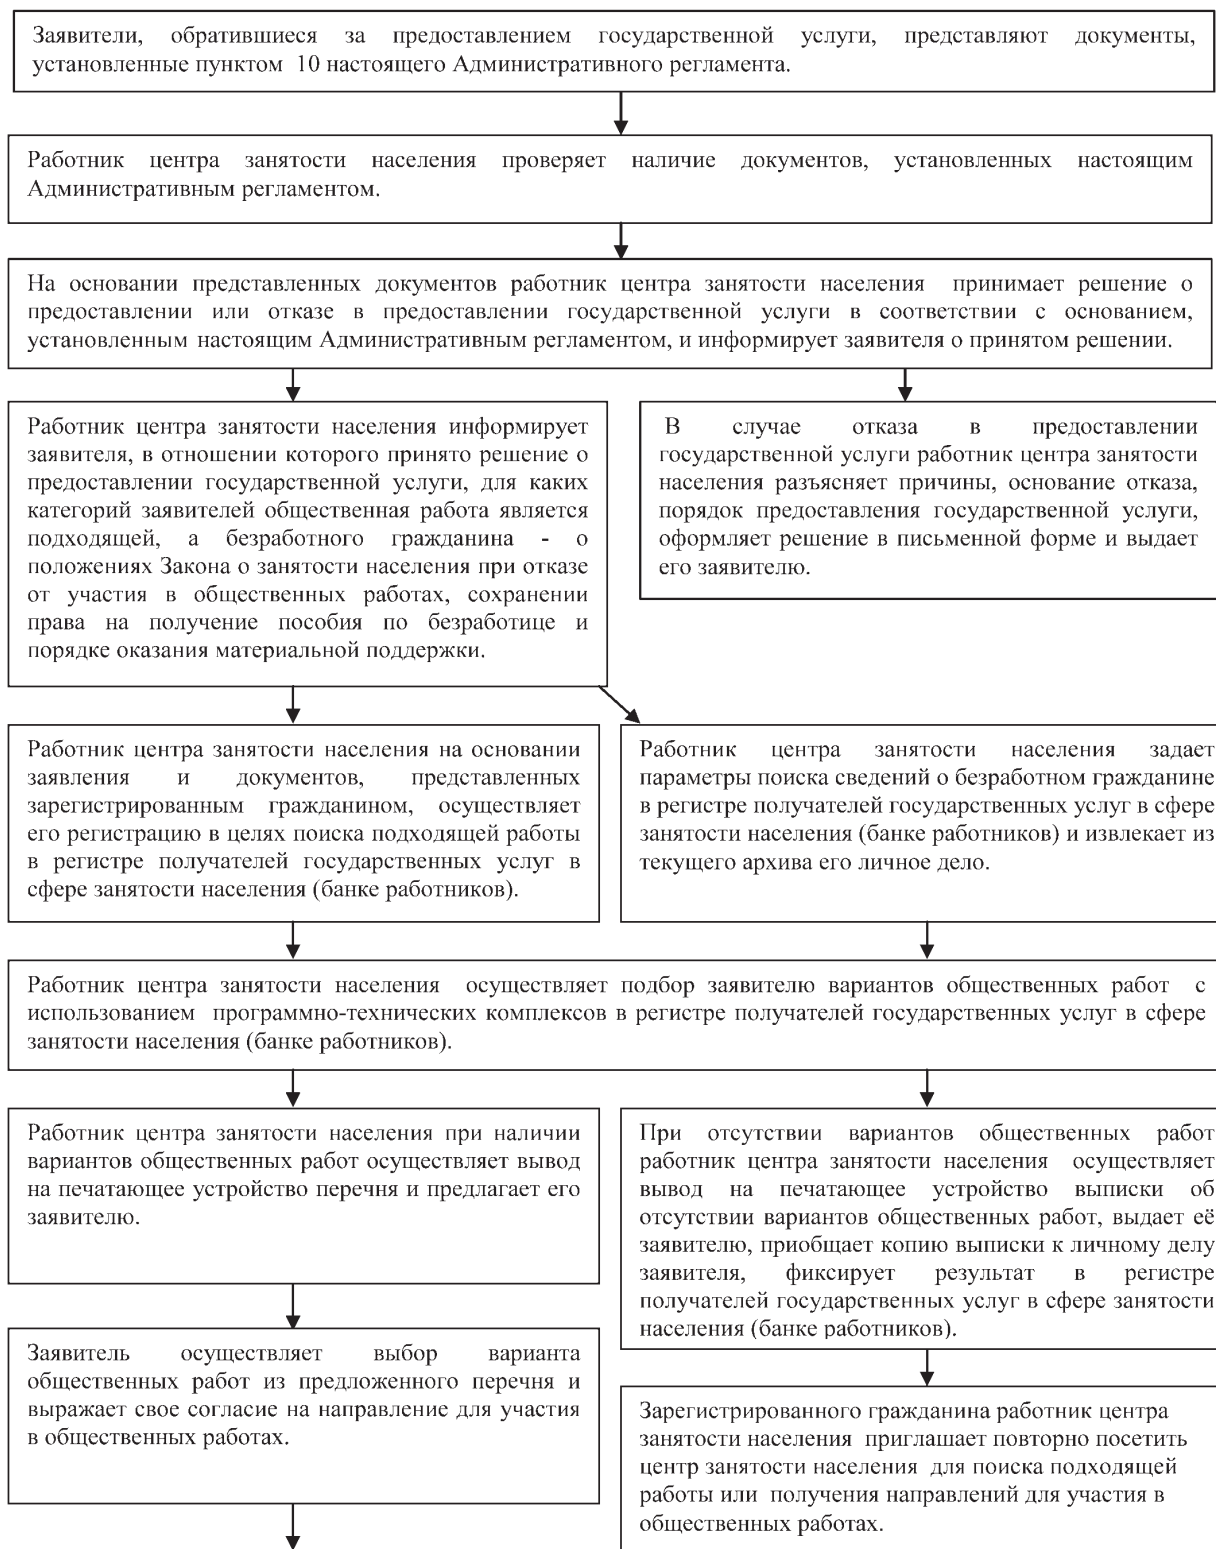 Заявители, обратившиеся за предоставлением государственной услуги, представляют документы,
установленные пунктом 10 настоящего Административного регламента.
Работник центра занятости населения проверяет наличие документов, установленных настоящим
Административным регламентом.
На основании представленных документов работник центра занятости населения принимает решение о
предоставлении или отказе в предоставлении государственной услуги в соответствии с основанием,
установленным настоящим Административным регламентом, и информирует заявителя о принятом решении.
Работник центра занятости населения информирует
заявителя, в отношении которого принято решение о
предоставлении государственной услуги, для каких
категорий заявителей общественная работа является
подходящей, а безработного гражданина - о
положениях Закона о занятости населения при отказе
от участия в общественных работах, сохранении
права на получение пособия по безработице и
порядке оказания материальной поддержки.
В случае отказа в предоставлении
государственной услуги работник центра занятости
населения разъясняет причины, основание отказа,
порядок предоставления государственной услуги,
оформляет решение в письменной форме и выдает
его заявителю.
Работник центра занятости населения на основании
заявления и документов, представленных
зарегистрированным гражданином, осуществляет
его регистрацию в целях поиска подходящей работы
в регистре получателей государственных услуг в
сфере занятости населения (банке работников).
Работник центра занятости населения задает
параметры поиска сведений о безработном гражданине
в регистре получателей государственных услуг в сфере
занятости населения (банке работников) и извлекает из
текущего архива его личное дело.
Работник центра занятости населения осуществляет подбор заявителю вариантов общественных работ с
использованием программно-технических комплексов в регистре получателей государственных услуг в сфере
занятости населения (банке работников).
Работник центра занятости населения при наличии
вариантов общественных работ осуществляет вывод
на печатающее устройство перечня и предлагает его
заявителю.
При отсутствии вариантов общественных работ
работник центра занятости населения осуществляет
вывод на печатающее устройство выписки об
отсутствии вариантов общественных работ, выдает её
заявителю, приобщает копию выписки к личному делу
заявителя, фиксирует результат в регистре
получателей государственных услуг в сфере занятости
населения (банке работников).
Заявитель осуществляет выбор варианта
общественных работ из предложенного перечня и
выражает свое согласие на направление для участия
в общественных работах.
Зарегистрированного гражданина работник центра
занятости населения приглашает повторно посетить
центр занятости населения для поиска подходящей
работы или получения направлений для участия в
общественных работах.